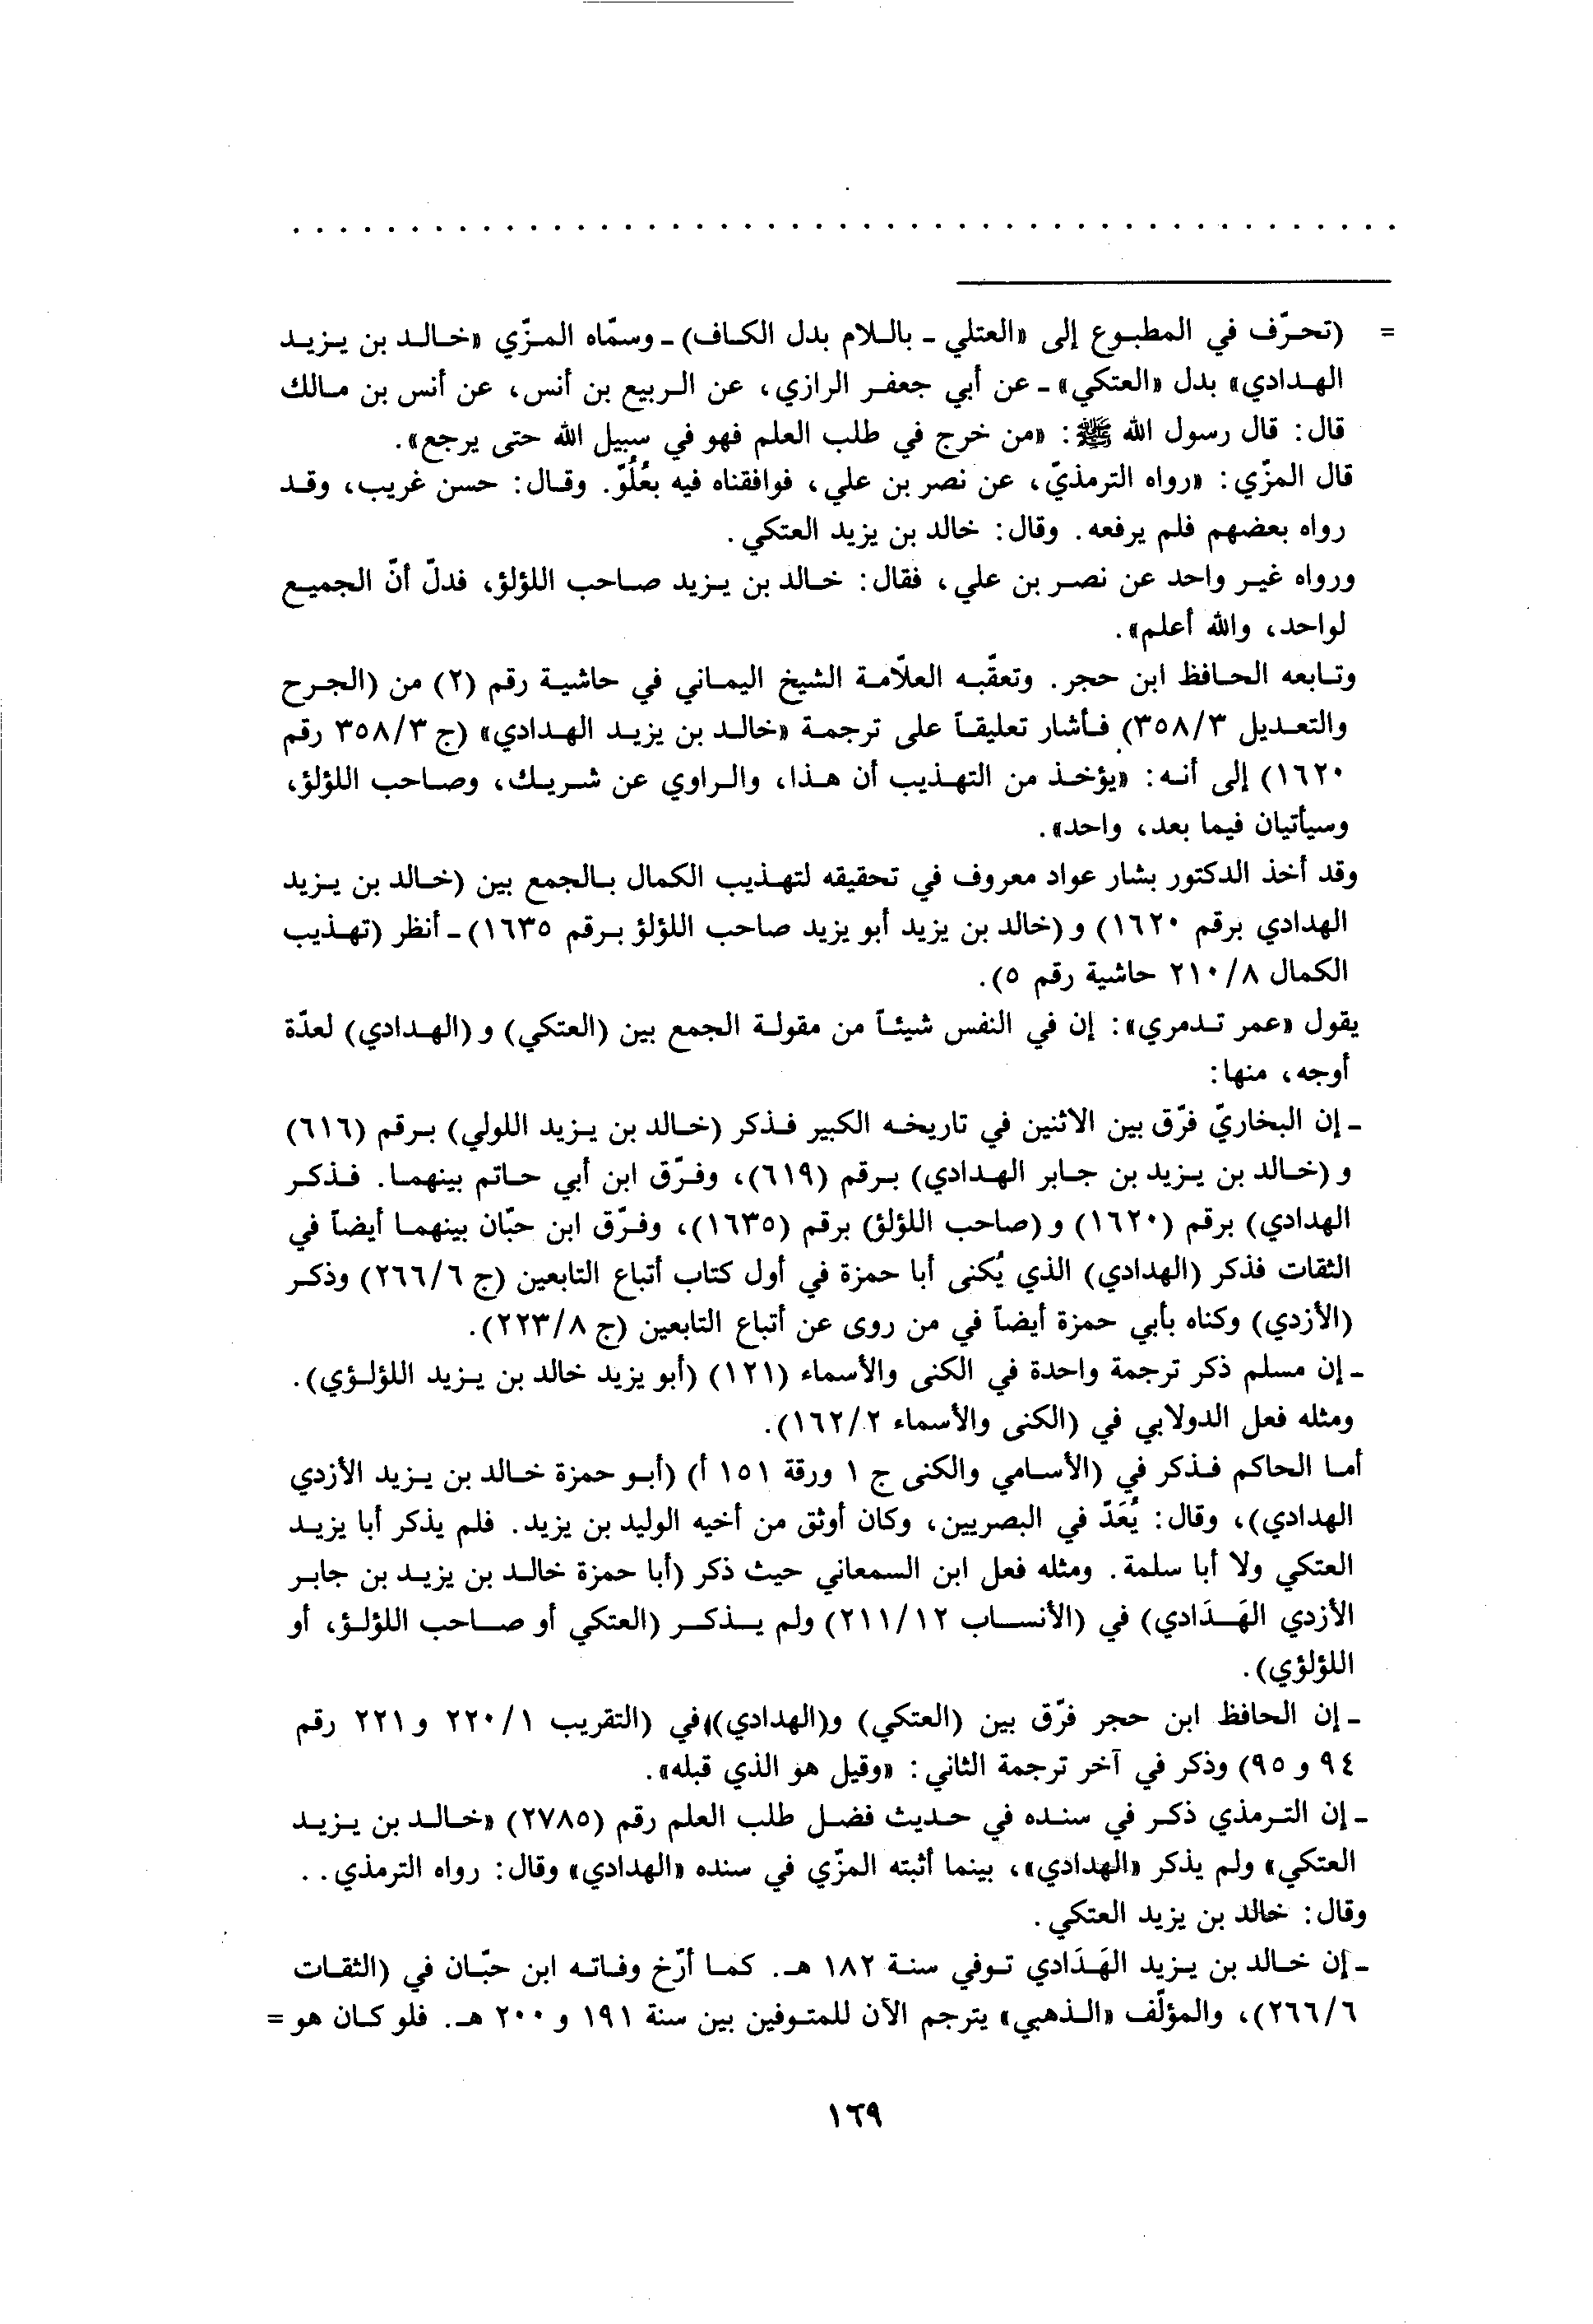 . . . . . . . . . . . . . . . . . . . . . . . . . . . . . . . . . . . . . . . . . . . . . .
= (تحرّف في المطبوع إلى «العتلي - باللام بدل الكاف) - وسمّاه المزّي «خالد بن يزيد
الهدادي» بدل «العتكي» - عن أبي جعفر الرازي، عن الربيع بن أنس، عن أنس بن مالك
قال: قال رسول الله ﷺ: «من خرج في طلب العلم فهو في سبيل الله حتى يرجع».
قال المزّي: «رواه الترمذيّ، عن نصر بن علي، فوافقناه فيه بعُلُوّ. وقال: حسن غريب، وقد
رواه بعضهم فلم يرفعه. وقال: خالد بن يزيد العتكي.
ورواه غير واحد عن نصر بن علي، فقال: خالد بن يزيد صاحب اللؤلؤ، فدلّ أنّ الجميع
لواحد، والله أعلم».
وتابعه الحافظ ابن حجر. وتعقّبه العلاّمة الشيخ اليماني في حاشية رقم (٢) من (الجرح
والتعديل ٣٥٨/٣) فأشار تعليقاً على ترجمة «خالد بن يزيد الهدادي» (ج ٣٥٨/٣ رقم
١٦٢٠) إلى أنه: «يؤخذ من التهذيب أن هذا، والراوي عن شريك، وصاحب اللؤلؤ،
وسيأتيان فيما بعد، واحد».
وقد أخذ الدكتور بشار عواد معروف في تحقيقه لتهذيب الكمال بالجمع بين (خالد بن يزيد
الهدادي برقم ١٦٢٠) و (خالد بن يزيد أبو يزيد صاحب اللؤلؤ برقم ١٦٣٥) - أنظر (تهذيب
الكمال ٢١٠/٨ حاشية رقم ٥).
يقول «عمر تدمري»: إن في النفس شيئاً من مقولة الجمع بين (العتكي) و (الهدادي) لعدّة
أوجه، منها:
- إن البخاريّ فرّق بين الاثنين في تاريخه الكبير فذكر (خالد بن يزيد اللولي) برقم (٦١٦)
و (خالد بن يزيد بن جابر الهدادي) برقم (٦١٩)، وفرّق ابن أبي حاتم بينهما. فذكر
الهدادي) برقم (١٦٢٠) و (صاحب اللؤلؤ) برقم (١٦٣٥)، وفرّق ابن حبّان بينهما أيضاً في
الثقات فذكر (الهدادي) الذي يُكنى أبا حمزة في أول كتاب أتباع التابعين (ج ٢٦٦/٦) وذكر
(الأزدي) وكناه بأبي حمزة أيضاً في من روى عن أتباع التابعين (ج ٢٢٣/٨).
- إن مسلم ذكر ترجمة واحدة في الكنى والأسماء (١٢١) (أبو يزيد خالد بن يزيد اللؤلؤي).
ومثله فعل الدولابي في (الكنى والأسماء ١٦٢/٢).
أما الحاكم فذكر في (الأسامي والكنى ج ١ ورقة ١٥١ أ) (أبو حمزة خالد بن يزيد الأزدي
الهدادي)، وقال: يُعَدّ في البصريين، وكان أوثق من أخيه الوليد بن يزيد. فلم يذكر أبا يزيد
العتكي ولا أبا سلمة. ومثله فعل ابن السمعاني حيث ذكر (أبا حمزة خالد بن يزيد بن جابر
الأزدي الهَدَادي) في (الأنساب ٢١١/١٢) ولم يذكر (العتكي أو صاحب اللؤلؤ، أو
اللؤلؤي).
- إن الحافظ ابن حجر فرّق بين (العتكي) و(الهدادي) في (التقريب ٢٢٠/١ و ٢٢١ رقم
٩٤ و ٩٥) وذكر في آخر ترجمة الثاني: «وقيل هو الذي قبله».
- إن الترمذي ذكر في سنده في حديث فضل طلب العلم رقم (٢٧٨٥) «خالد بن يزيد
العتكي» ولم يذكر «الهدادي»، بينما أثبته المزّي في سنده «الهدادي» وقال: رواه الترمذي. .
وقال: خالد بن يزيد العتكي.
- إن خالد بن يزيد الهَدَادي توفي سنة ١٨٢ هـ. كما أرّخ وفاته ابن حبّان في (الثقات
٢٦٦/٦)، والمؤلّف «الذهبي» يترجم الآن للمتوفين بين سنة ١٩١ و ٢٠٠ هـ. فلو كان هو =
١٦٩